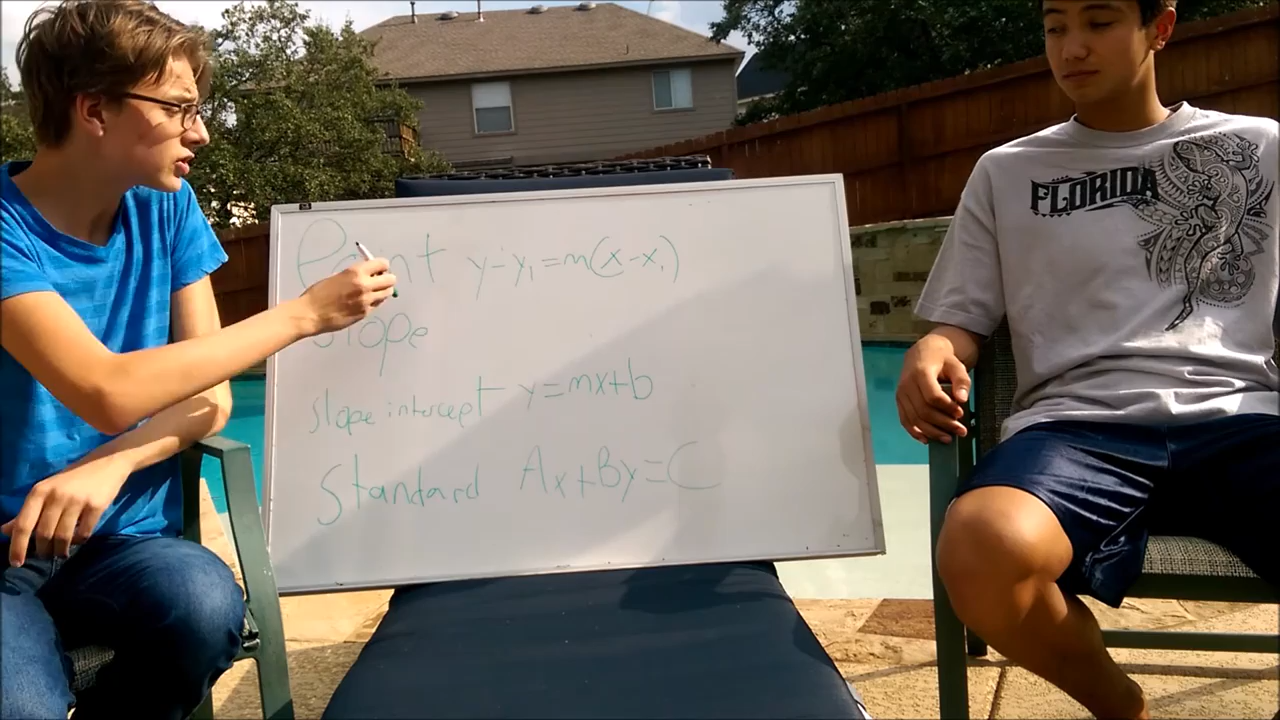 Point y-y₁=m(x-x₁)
Slope
Slope intercept y=mx+b
Standard Ax+By=C
FLORIDA